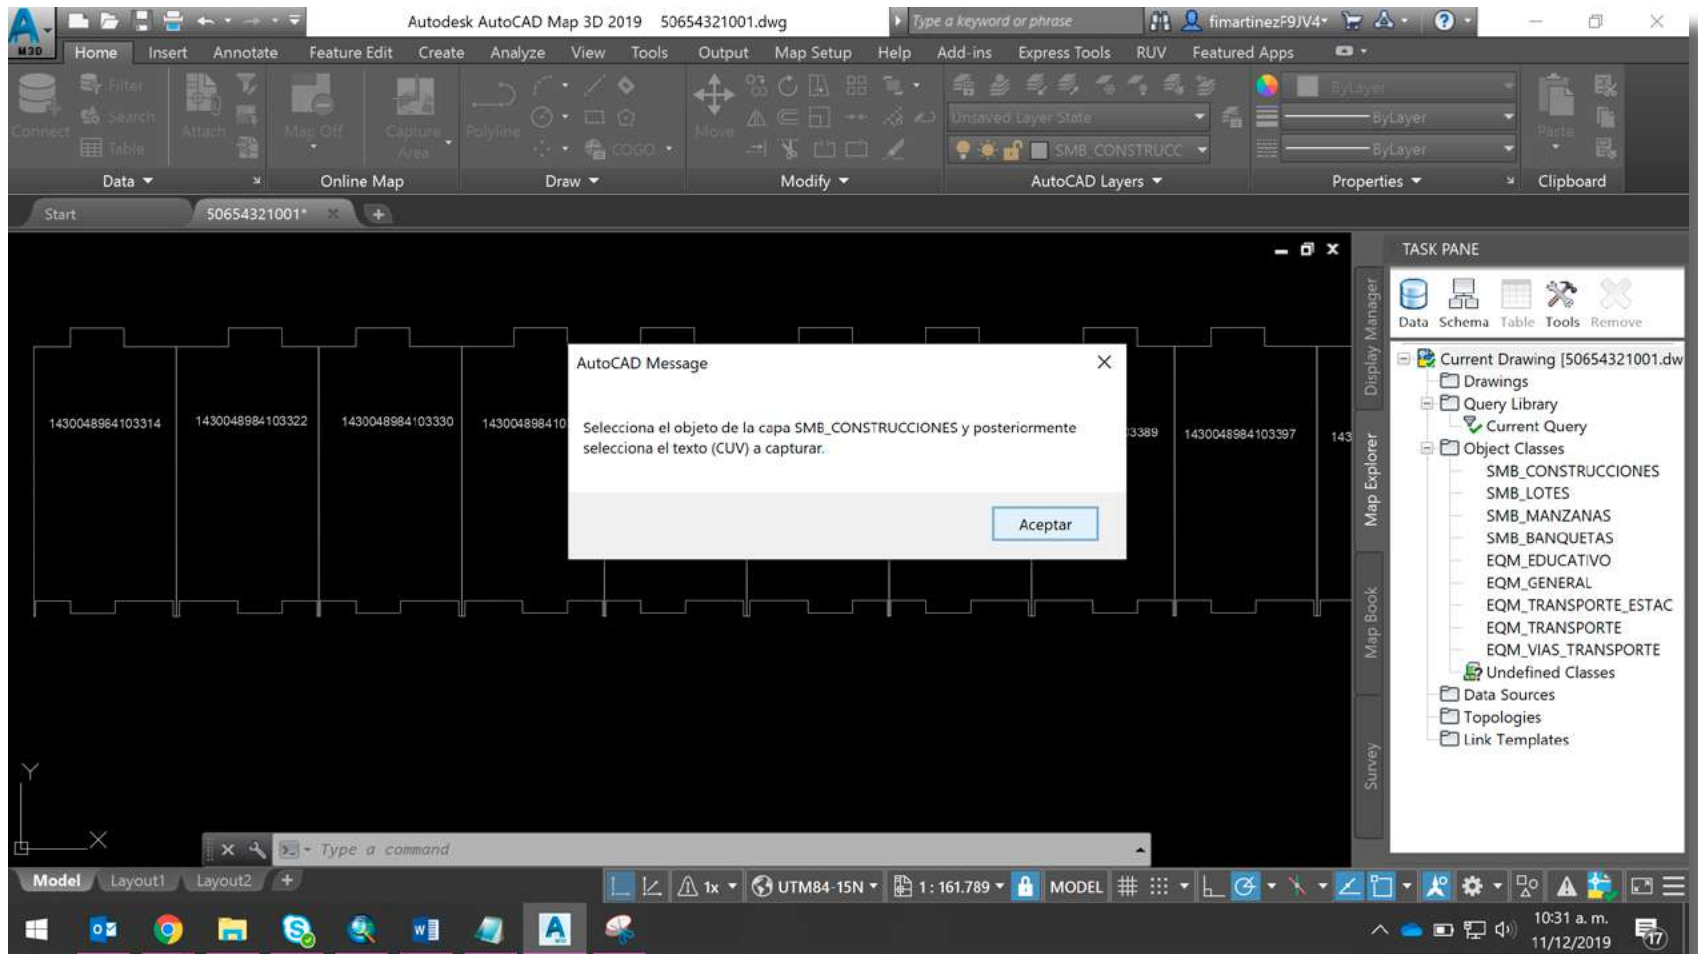 Autodesk AutoCAD Map 3D 2019 50654321001.dwg
Type a keyword or phrase
fimartinezF9JV4
M3D
Home Insert Annotate Feature Edit Create Analyze View Tools Output Map Setup Help Add-ins Express Tools RUV Featured Apps
Connect
Filter
Search
Table
Data
Attach
Map Off
Capture Area
Online Map
Polyline
COGO
Draw
Move
Modify
Unsaved Layer State
SMB_CONSTRUCC
AutoCAD Layers
ByLayer
ByLayer
ByLayer
Properties
Paste
Clipboard
Start
50654321001*
1430048984103314
1430048984103322
1430048984103330
143004898410
3389
1430048984103397
143
AutoCAD Message
Selecciona el objeto de la capa SMB_CONSTRUCCIONES y posteriormente
selecciona el texto (CUV) a capturar.
Aceptar
Display Manager
Map Explorer
Map Book
Survey
TASK PANE
Data Schema Table Tools Remove
Current Drawing [50654321001.dw
Drawings
Query Library
Current Query
Object Classes
SMB_CONSTRUCCIONES
SMB_LOTES
SMB_MANZANAS
SMB_BANQUETAS
EQM_EDUCATIVO
EQM_GENERAL
EQM_TRANSPORTE_ESTAC
EQM_TRANSPORTE
EQM_VIAS_TRANSPORTE
Undefined Classes
Data Sources
Topologies
Link Templates
Y
X
Type a command
Model Layout1 Layout2
1x UTM84-15N 1 : 161.789 MODEL
10:31 a. m.
11/12/2019
17